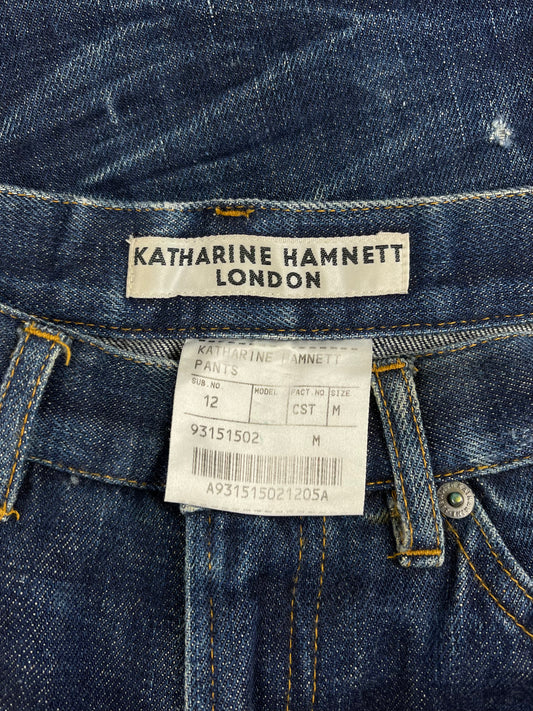 KATHARINE HAMNETT
LONDON
KATHARINE HAMNETT
PANTS
SUB.NO. MODEL FACT.NO. SIZE
12 CST M
93151502 M
A931515021205A